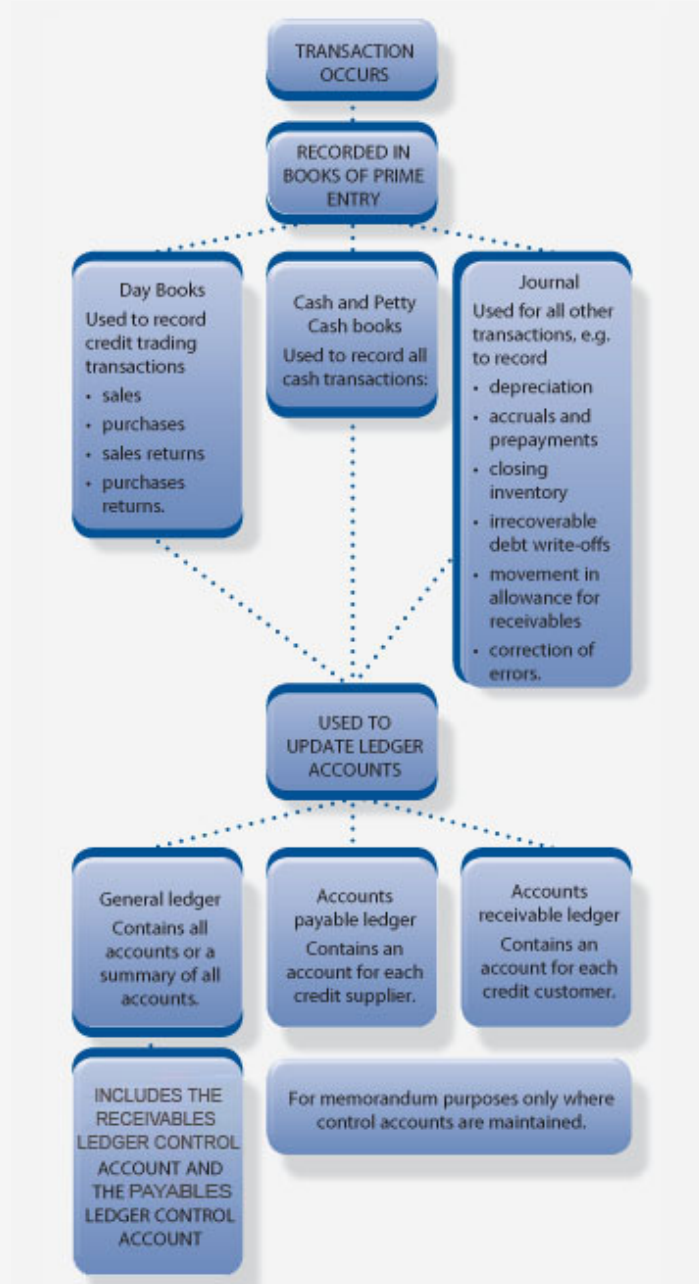 TRANSACTION
OCCURS
RECORDED IN
BOOKS OF PRIME
ENTRY
Day Books
Used to record
credit trading
transactions
• sales
• purchases
• sales returns
• purchases
returns.
Cash and Petty
Cash books
Used to record all
cash transactions:
Journal
Used for all other
transactions, e.g.
to record
• depreciation
• accruals and
prepayments
• closing
inventory
• irrecoverable
debt write-offs
• movement in
allowance for
receivables
• correction of
errors.
USED TO
UPDATE LEDGER
ACCOUNTS
General ledger
Contains all
accounts or a
summary of all
accounts.
Accounts
payable ledger
Contains an
account for each
credit supplier.
Accounts
receivable ledger
Contains an
account for each
credit customer.
INCLUDES THE
RECEIVABLES
LEDGER CONTROL
ACCOUNT AND
THE PAYABLES
LEDGER CONTROL
ACCOUNT
For memorandum purposes only where
control accounts are maintained.